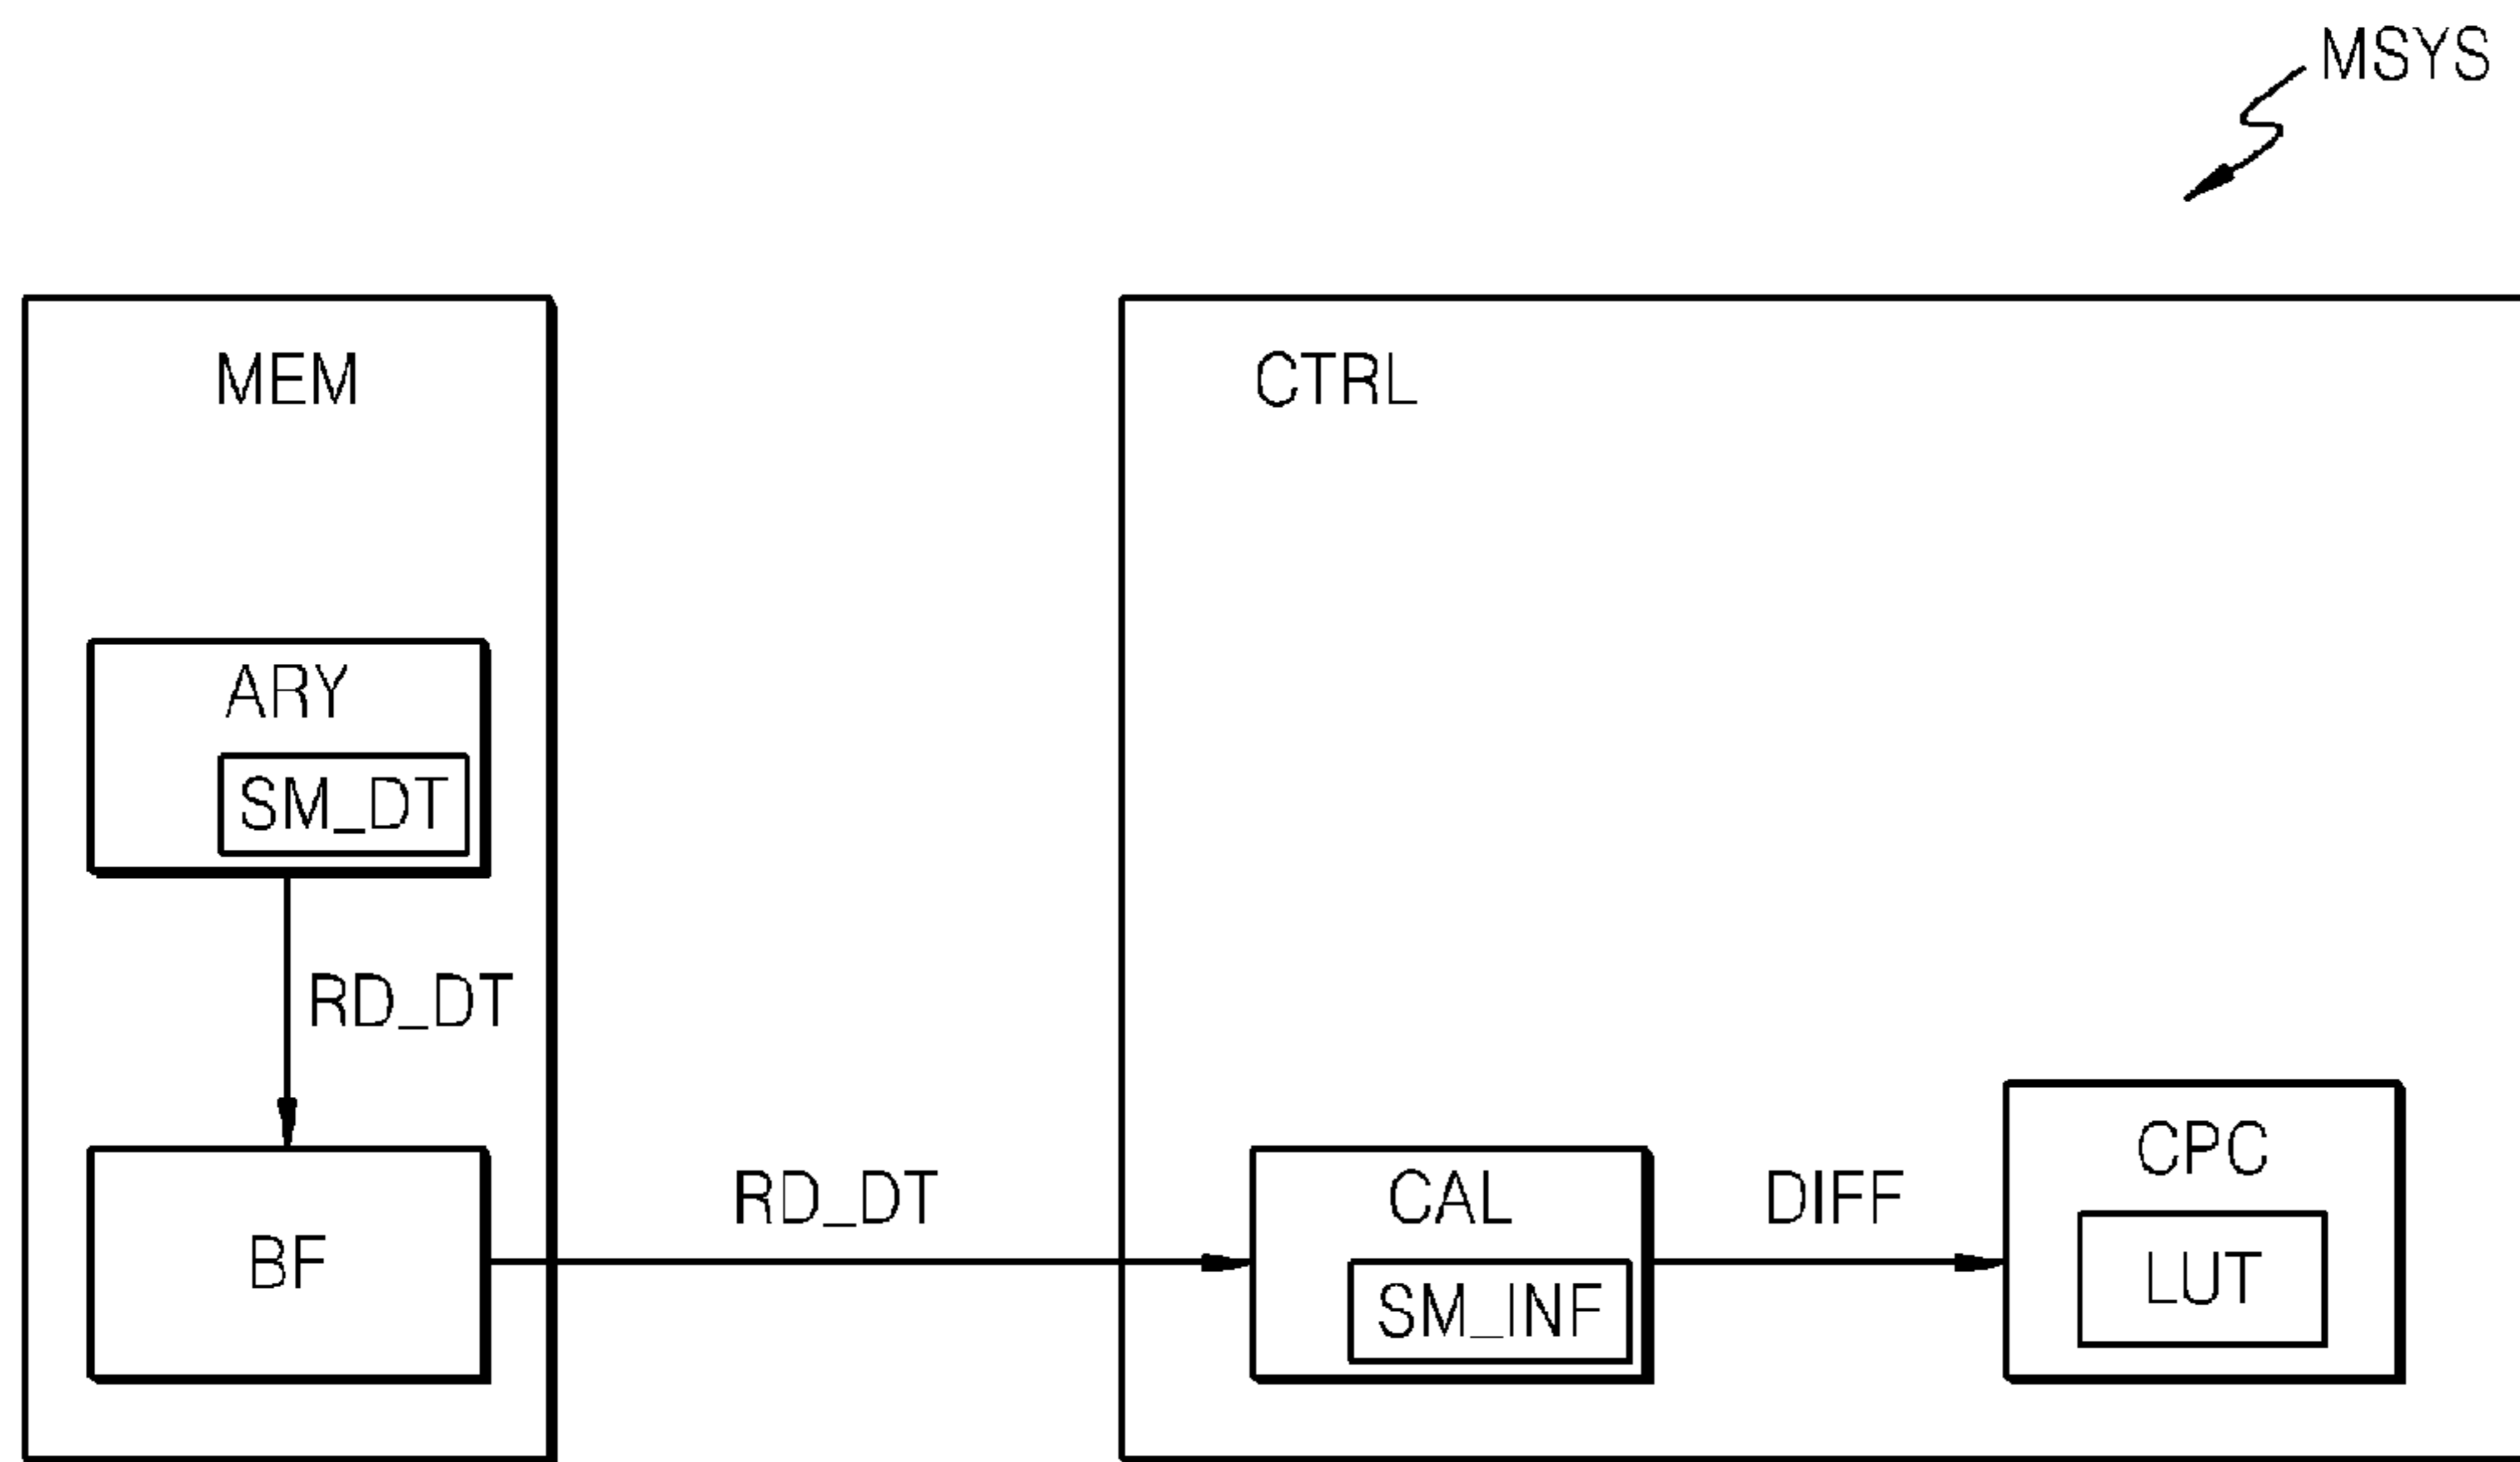 MSYS
MEM
CTRL
ARY
SM_DT
RD_DT
BF
RD_DT
CAL
SM_INF
DIFF
CPC
LUT